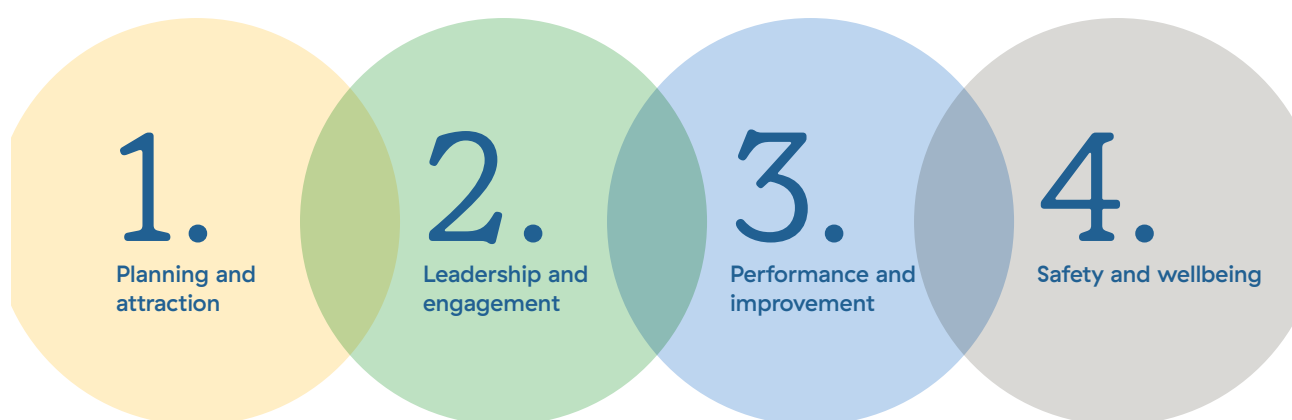 1.
Planning and
attraction
2.
Leadership and
engagement
3.
Performance and
improvement
4.
Safety and wellbeing